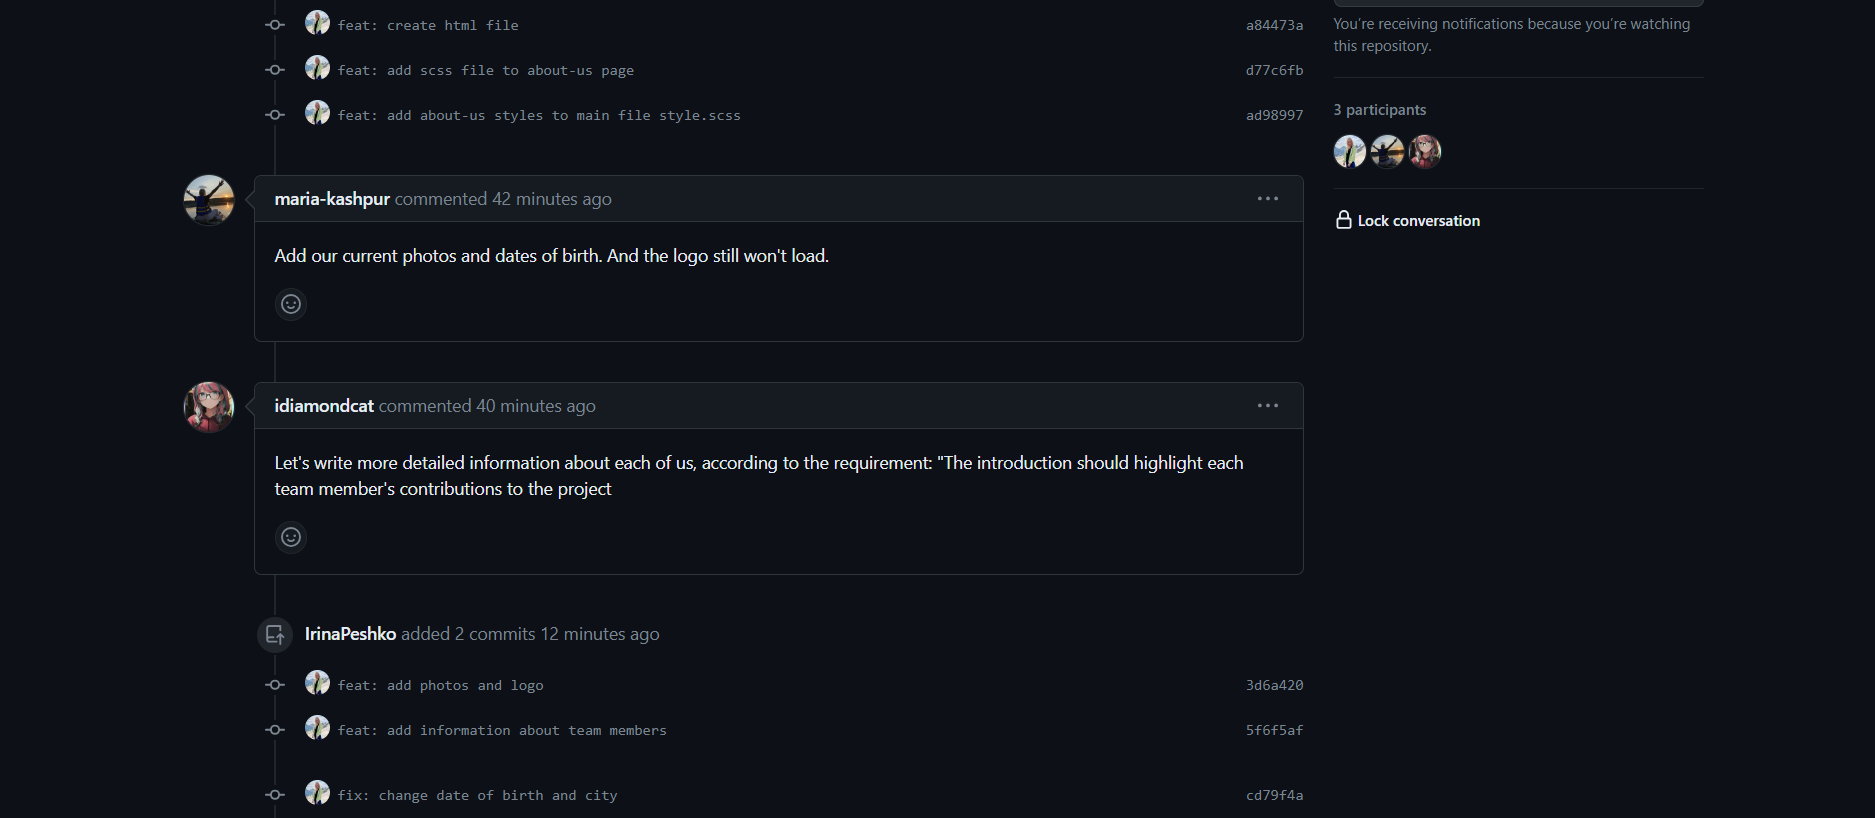 feat: create html file a84473a
feat: add scss file to about-us page d77c6fb
feat: add about-us styles to main file style.scss ad98997
maria-kashpur commented 42 minutes ago
Add our current photos and dates of birth. And the logo still won't load.
idiamondcat commented 40 minutes ago
Let's write more detailed information about each of us, according to the requirement: "The introduction should highlight each
team member's contributions to the project
IrinaPeshko added 2 commits 12 minutes ago
feat: add photos and logo 3d6a420
feat: add information about team members 5f6f5af
fix: change date of birth and city cd79f4a
You're receiving notifications because you're watching
this repository.
3 participants
Lock conversation